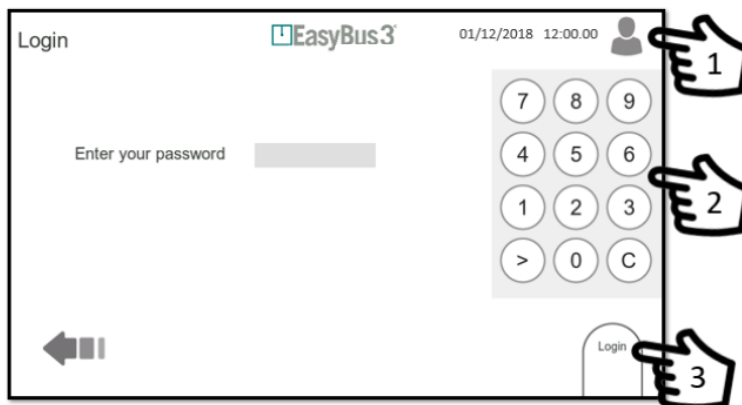 Login
EasyBus3
01/12/2018 12:00.00
1
7 8 9
Enter your password
4 5 6
2
1 2 3
> 0 C
Login
3